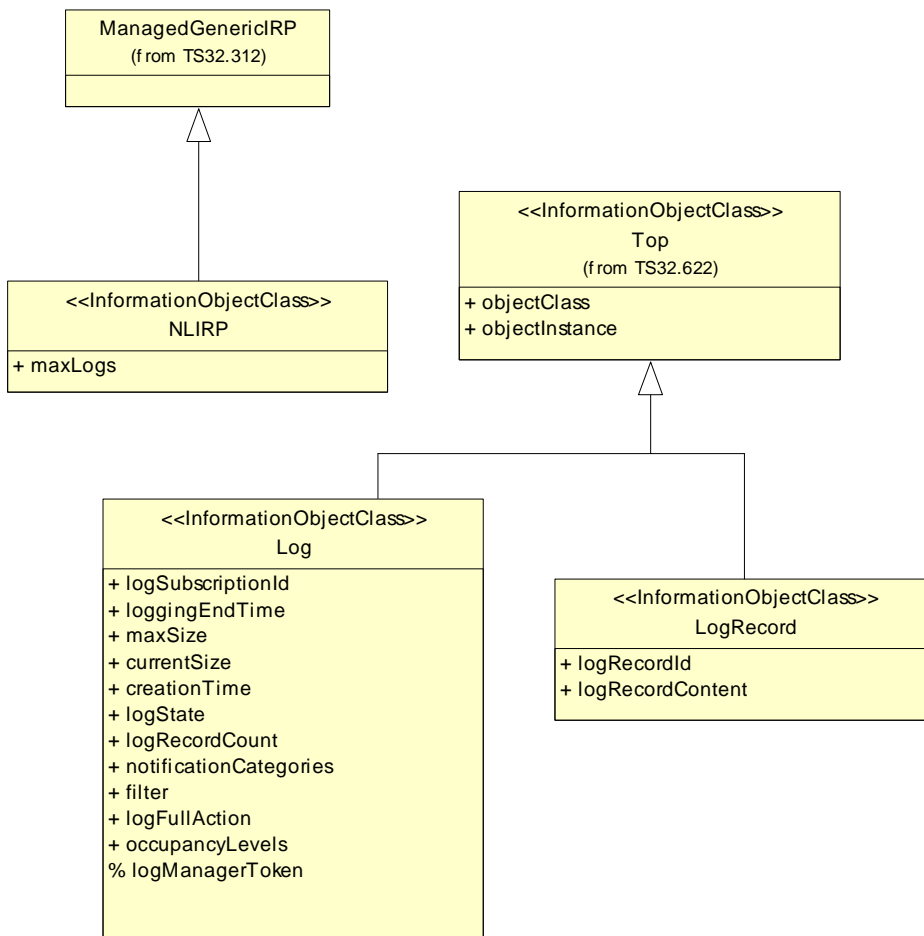 ManagedGenericIRP
(from TS32.312)
<<InformationObjectClass>>
Top
(from TS32.622)
+ objectClass
+ objectInstance
<<InformationObjectClass>>
NLIRP
+ maxLogs
<<InformationObjectClass>>
Log
+ logSubscriptionId
+ loggingEndTime
+ maxSize
+ currentSize
+ creationTime
+ logState
+ logRecordCount
+ notificationCategories
+ filter
+ logFullAction
+ occupancyLevels
% logManagerToken
<<InformationObjectClass>>
LogRecord
+ logRecordId
+ logRecordContent